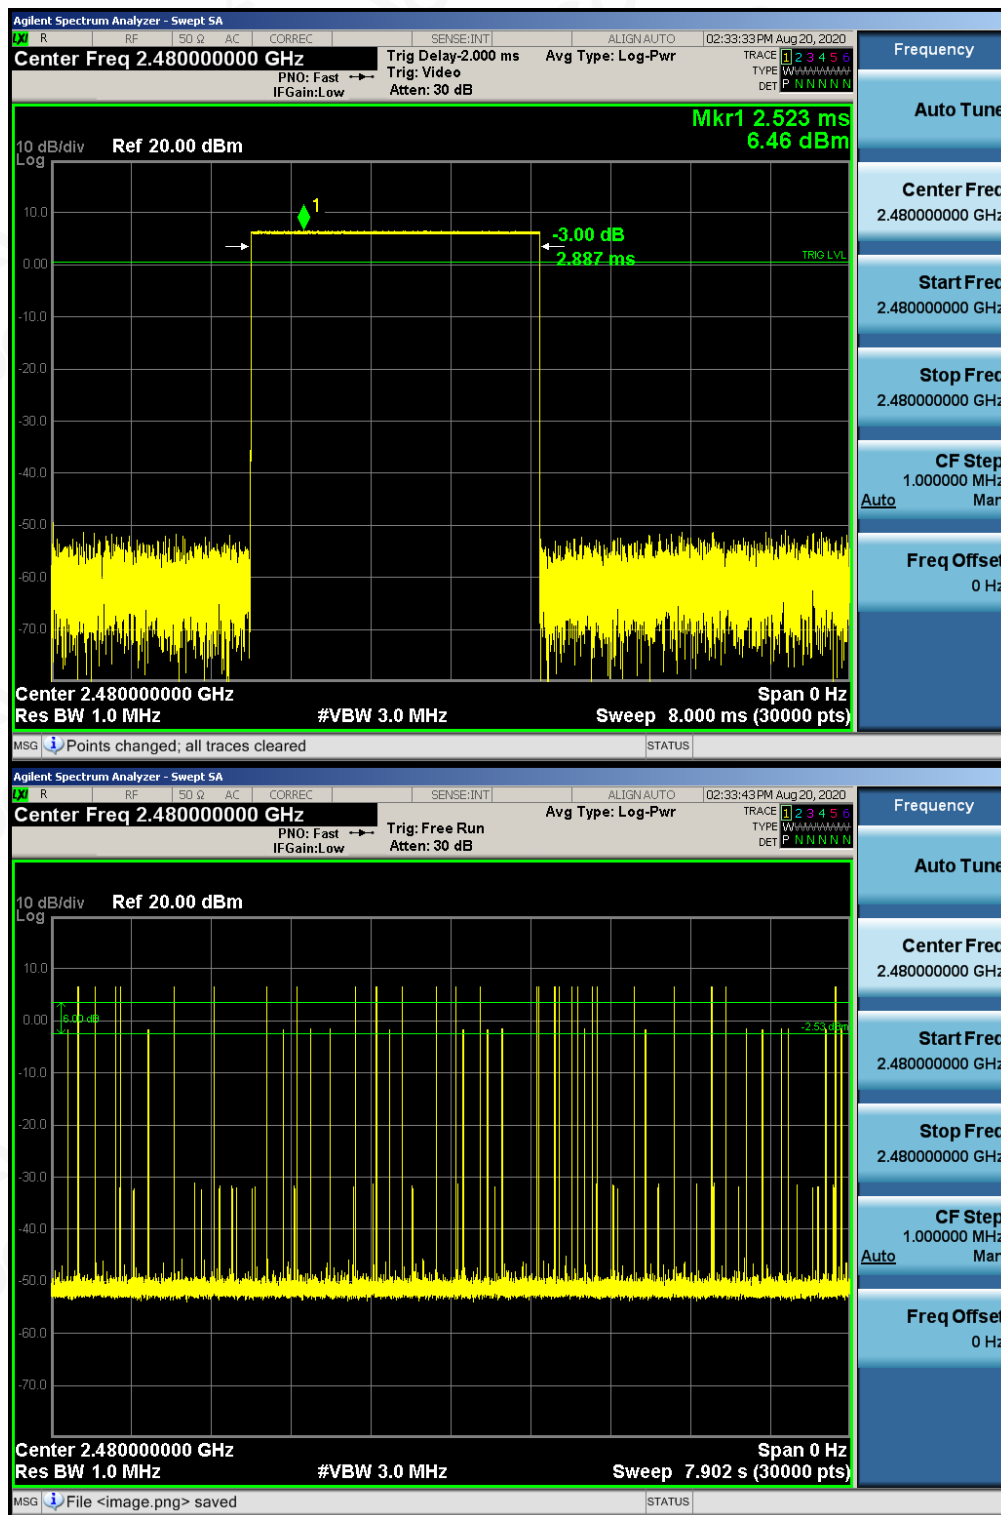 Agilent Spectrum Analyzer - Swept SA
LXI R RF 50 Ω AC CORREC SENSE:INT ALIGN AUTO 02:33:33 PM Aug 20, 2020
Center Freq 2.480000000 GHz
PNO: Fast
IFGain:Low
Trig Delay-2.000 ms
Trig: Video
Atten: 30 dB
Avg Type: Log-Pwr
TRACE 1 2 3 4 5 6
TYPE W
DET P N N N N N
Mkr1 2.523 ms
6.46 dBm
10 dB/div
Log
Ref 20.00 dBm
1
10.0
-3.00 dB
2.887 ms
TRIG LVL
0.00
-10.0
-20.0
-30.0
-40.0
-50.0
-60.0
-70.0
Center 2.480000000 GHz
Span 0 Hz
Res BW 1.0 MHz
#VBW 3.0 MHz
Sweep 8.000 ms (30000 pts)
MSG Points changed; all traces cleared
STATUS
Frequency
Auto Tune
Center Freq
2.480000000 GHz
Start Freq
2.480000000 GHz
Stop Freq
2.480000000 GHz
CF Step
1.000000 MHz
Auto Man
Freq Offset
0 Hz
Agilent Spectrum Analyzer - Swept SA
LXI R RF 50 Ω AC CORREC SENSE:INT ALIGN AUTO 02:33:43 PM Aug 20, 2020
Center Freq 2.480000000 GHz
PNO: Fast
IFGain:Low
Trig: Free Run
Atten: 30 dB
Avg Type: Log-Pwr
TRACE 1 2 3 4 5 6
TYPE W
DET P N N N N N
10 dB/div
Log
Ref 20.00 dBm
10.0
0.00
6.00 dB
-2.53 dBm
-10.0
-20.0
-30.0
-40.0
-50.0
-60.0
-70.0
Center 2.480000000 GHz
Span 0 Hz
Res BW 1.0 MHz
#VBW 3.0 MHz
Sweep 7.902 s (30000 pts)
MSG File <image.png> saved
STATUS
Frequency
Auto Tune
Center Freq
2.480000000 GHz
Start Freq
2.480000000 GHz
Stop Freq
2.480000000 GHz
CF Step
1.000000 MHz
Auto Man
Freq Offset
0 Hz